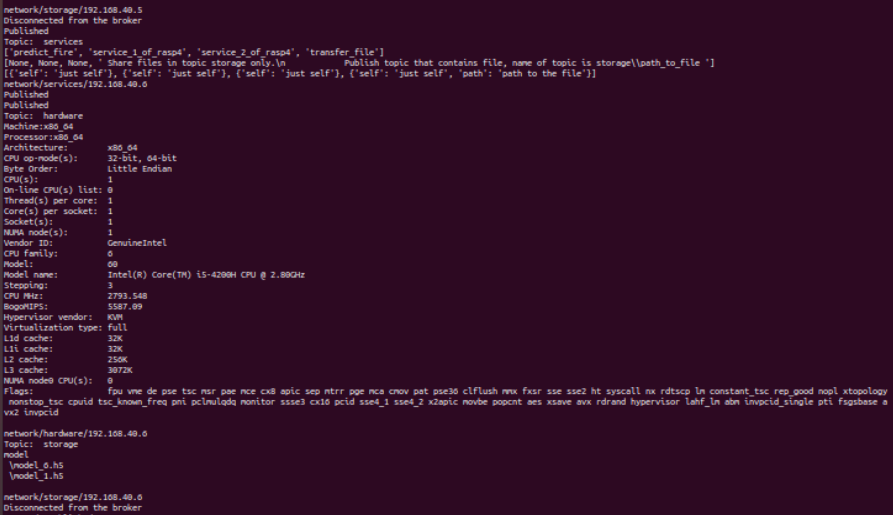 network/storage/192.168.40.5
Disconnected from the broker
Published
Topic:  services
['predict_fire', 'service_1_of_rasp4', 'service_2_of_rasp4', 'transfer_file']
[None, None, None, ' Share files in topic storage only.\n            Publish topic that contains file, name of topic is storage\\path_to_file ']
[{'self': 'just self'}, {'self': 'just self'}, {'self': 'just self'}, {'self': 'just self', 'path': 'path to the file'}]
network/services/192.168.40.6
Published
Published
Topic:  hardware
Machine:x86_64
Processor:x86_64
Architecture:        x86_64
CPU op-mode(s):      32-bit, 64-bit
Byte Order:          Little Endian
CPU(s):              1
On-line CPU(s) list: 0
Thread(s) per core:  1
Core(s) per socket:  1
Socket(s):           1
NUMA node(s):        1
Vendor ID:           GenuineIntel
CPU family:          6
Model:               60
Model name:          Intel(R) Core(TM) i5-4200H CPU @ 2.80GHz
Stepping:            3
CPU MHz:             2793.548
BogoMIPS:            5587.09
Hypervisor vendor:   KVM
Virtualization type: full
L1d cache:           32K
L1i cache:           32K
L2 cache:            256K
L3 cache:            3072K
NUMA node0 CPU(s):   0
Flags:               fpu vme de pse tsc msr pae mce cx8 apic sep mtrr pge mca cmov pat pse36 clflush mmx fxsr sse sse2 ht syscall nx rdtscp lm constant_tsc rep_good nopl xtopology
nonstop_tsc cpuid tsc_known_freq pni pclmulqdq monitor ssse3 cx16 pcid sse4_1 sse4_2 x2apic movbe popcnt aes xsave avx rdrand hypervisor lahf_lm abm invpcid_single pti fsgsbase a
vx2 invpcid
network/hardware/192.168.40.6
Topic:  storage
model
\model_6.h5
\model_1.h5
network/storage/192.168.40.6
Disconnected from the broker